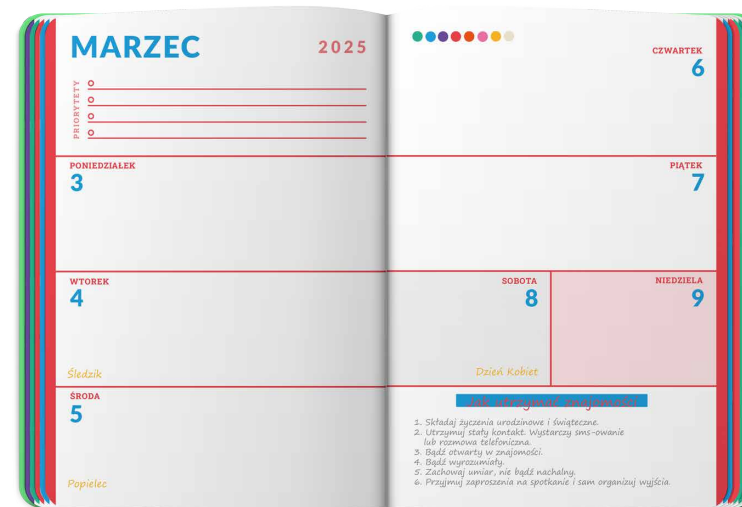 MARZEC
2025
PRIORYTETY
PONIEDZIAŁEK
3
WTOREK
4
Śledzik
ŚRODA
5
Popielec
CZWARTEK
6
PIĄTEK
7
SOBOTA
8
Dzień Kobiet
NIEDZIELA
9
Jak utrzymać znajomości
1. Składaj życzenia urodzinowe i świąteczne.
2. Utrzymuj stały kontakt. Wystarczy sms-owanie
lub rozmowa telefoniczna.
3. Bądź otwarty w znajomości.
4. Bądź wyrozumiały.
5. Zachowaj umiar, nie bądź nachalny.
6. Przyjmuj zaproszenia na spotkanie i sam organizuj wyjścia.